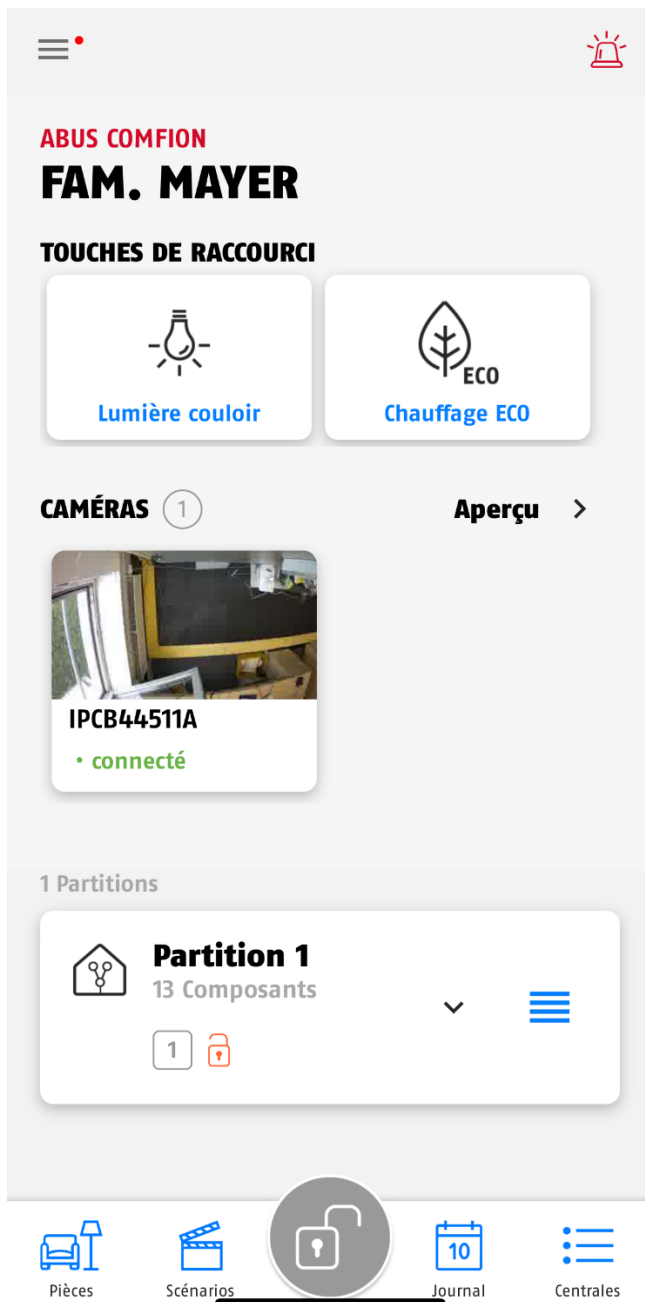 ABUS COMFION
FAM. MAYER
TOUCHES DE RACCOURCI
ECO
Lumière couloir
Chauffage ECO
CAMÉRAS 1
Aperçu
IPCB44511A
• connecté
1 Partitions
Partition 1
13 Composants
1
10
Pièces
Scénarios
Journal
Centrales